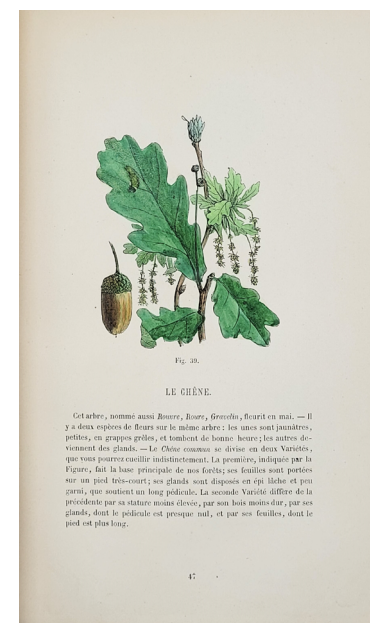 Fig. 39.
LE CHÊNE.
Cet arbre, nommé aussi Rouvre, Roure, Gravelin, fleurit en mai. — Il
y a deux espèces de fleurs sur le même arbre : les unes sont jaunâtres,
petites, en grappes grêles, et tombent de bonne heure; les autres de-
viennent des glands. — Le Chêne commun se divise en deux Variétés,
que vous pourrez cueillir indistinctement. La première, indiquée par la
Figure, fait la base principale de nos forêts; ses feuilles sont portées
sur un pied très-court; ses glands sont disposés en épi lâche et peu
garni, que soutient un long pédicule. La seconde Variété diffère de la
précédente par sa stature moins élevée, par son bois moins dur, par ses
glands, dont le pédicule est presque nul, et par ses feuilles, dont le
pied est plus long.
47